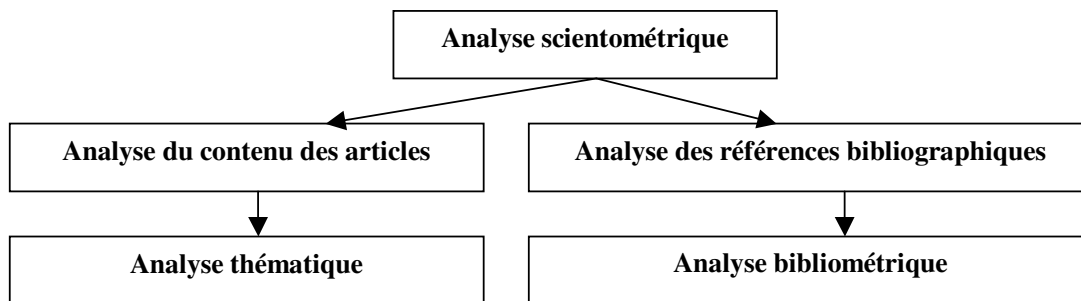 Analyse scientométrique
Analyse du contenu des articles
Analyse des références bibliographiques
Analyse thématique
Analyse bibliométrique